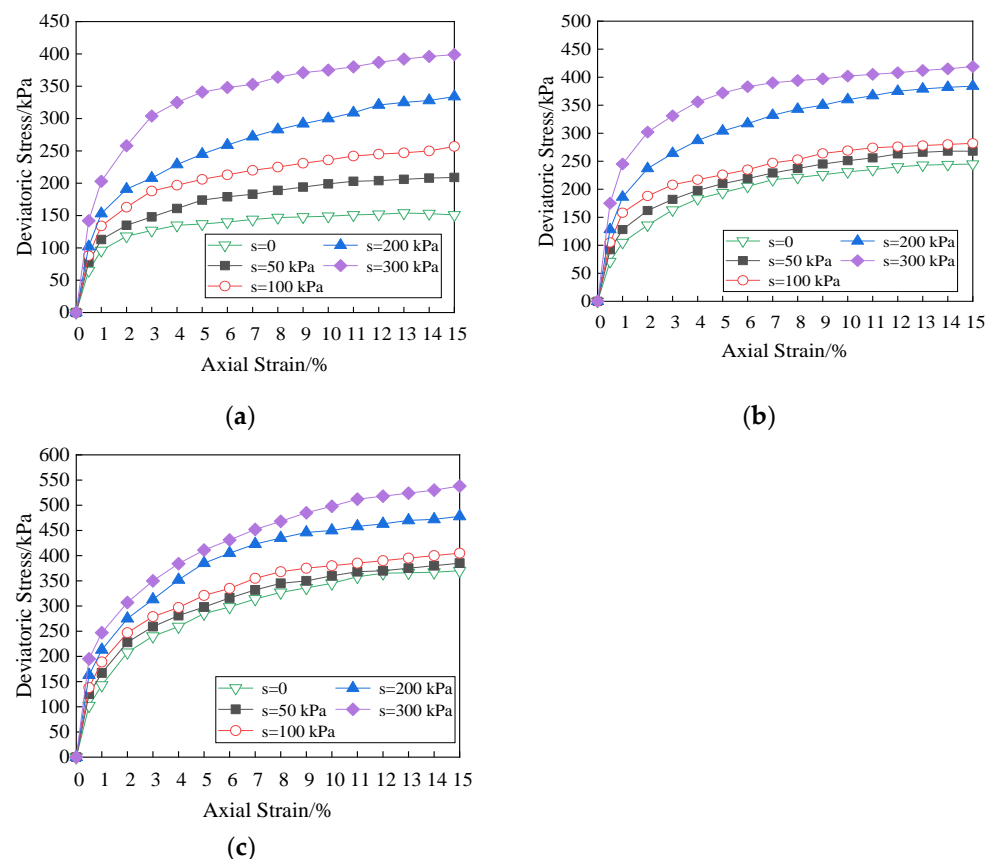 450
400
350
300
250
200
150
100
50
0
Deviatoric Stress/kPa
s=0
s=50 kPa
s=100 kPa
s=200 kPa
s=300 kPa
0 1 2 3 4 5 6 7 8 9 10 11 12 13 14 15
Axial Strain/%
(a)
500
450
400
350
300
250
200
150
100
50
0
Deviatoric Stress/kPa
s=0
s=50 kPa
s=100 kPa
s=200 kPa
s=300 kPa
0 1 2 3 4 5 6 7 8 9 10 11 12 13 14 15
Axial Strain/%
(b)
600
550
500
450
400
350
300
250
200
150
100
50
0
Deviatoric Stress/kPa
s=0
s=50 kPa
s=100 kPa
s=200 kPa
s=300 kPa
0 1 2 3 4 5 6 7 8 9 10 11 12 13 14 15
Axial Strain/%
(c)